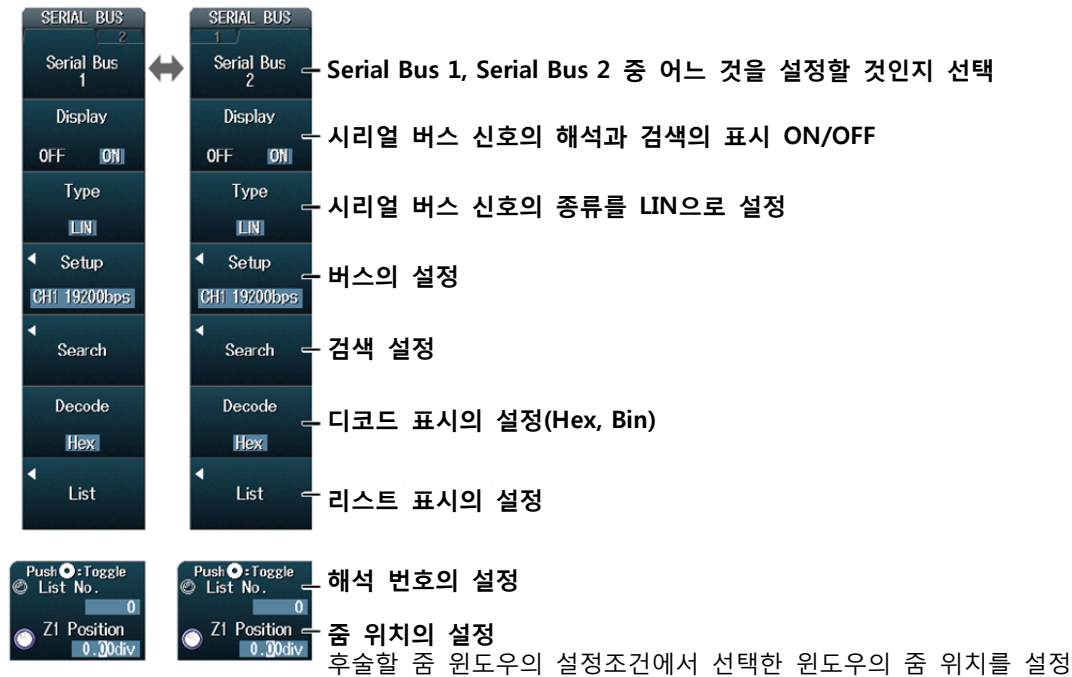 SERIAL BUS
2
Serial Bus
1
Display
OFF ON
Type
LIN
Setup
CH1 19200bps
Search
Decode
Hex
List
SERIAL BUS
1
Serial Bus
2
Display
OFF ON
Type
LIN
Setup
CH1 19200bps
Search
Decode
Hex
List
Serial Bus 1, Serial Bus 2 중 어느 것을 설정할 것인지 선택
시리얼 버스 신호의 해석과 검색의 표시 ON/OFF
시리얼 버스 신호의 종류를 LIN으로 설정
버스의 설정
검색 설정
디코드 표시의 설정(Hex, Bin)
리스트 표시의 설정
Push :Toggle
List No.
0
Z1 Position
0.00div
Push :Toggle
List No.
0
Z1 Position
0.00div
해석 번호의 설정
줌 위치의 설정
후술할 줌 윈도우의 설정조건에서 선택한 윈도우의 줌 위치를 설정